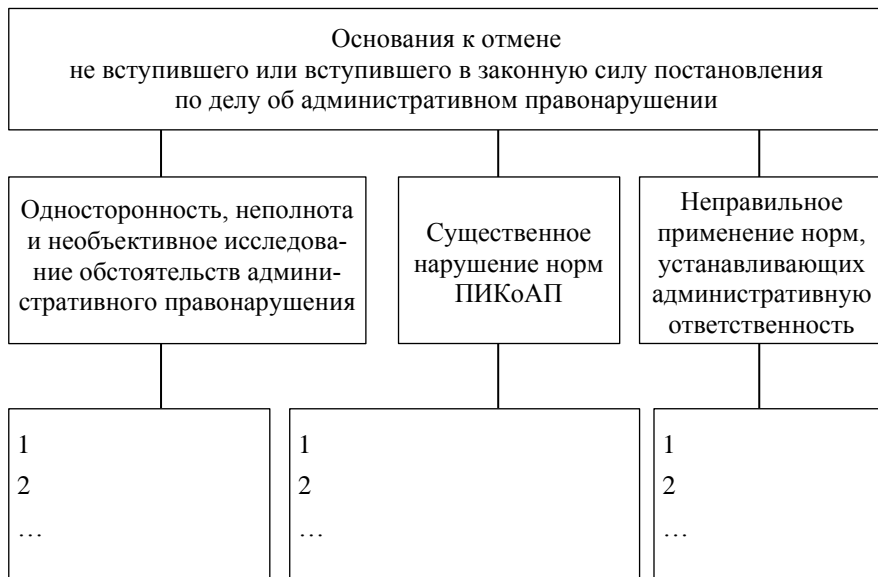 Основания к отмене
не вступившего или вступившего в законную силу постановления
по делу об административном правонарушении
Односторонность, неполнота
и необъективное исследова-
ние обстоятельств админи-
стративного правонарушения
Существенное
нарушение норм
ПИКоАП
Неправильное
применение норм,
устанавливающих
административную
ответственность
1
2
…
1
2
…
1
2
…